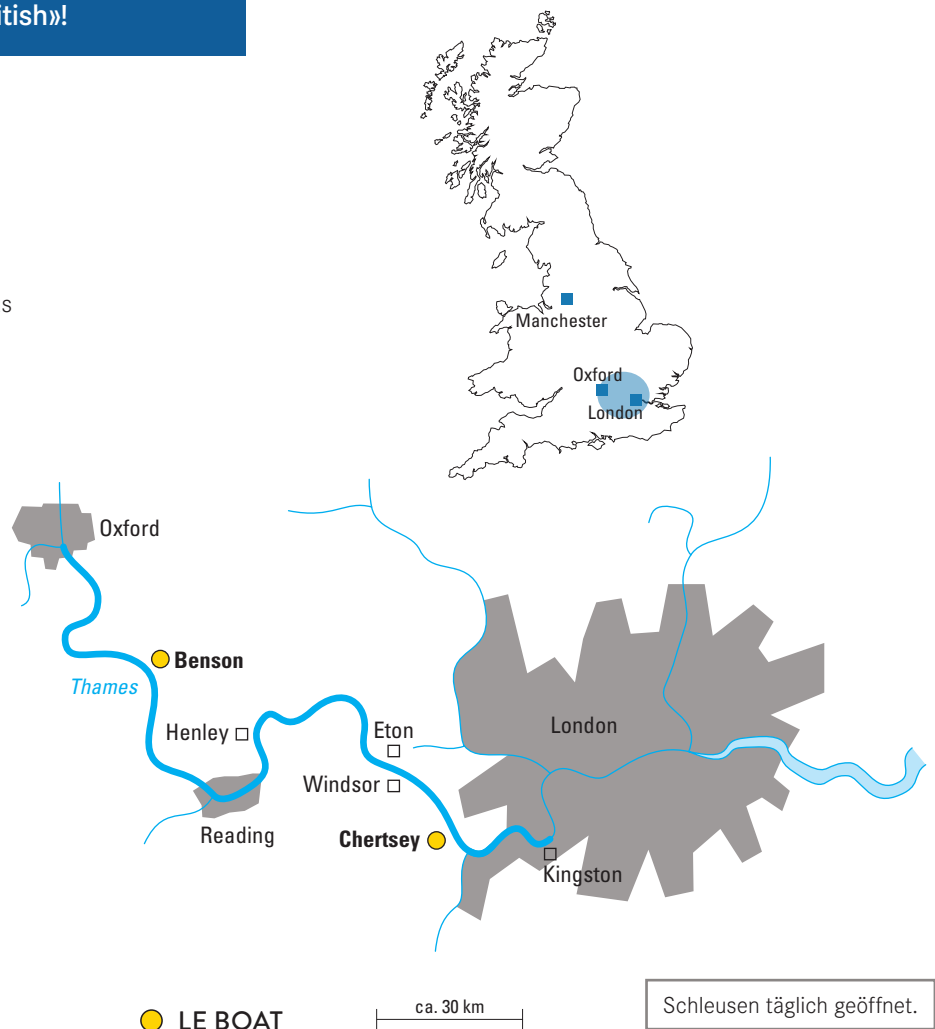 itish»!
s
Manchester
Oxford
London
Oxford
Benson
Thames
Henley
Eton
London
Windsor
Reading
Chertsey
Kingston
LE BOAT
ca. 30 km
Schleusen täglich geöffnet.